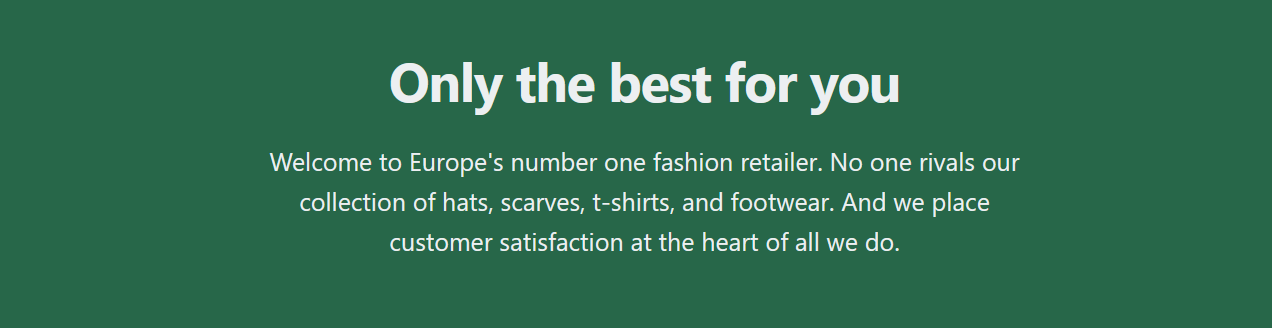 Only the best for you
Welcome to Europe's number one fashion retailer. No one rivals our
collection of hats, scarves, t-shirts, and footwear. And we place
customer satisfaction at the heart of all we do.